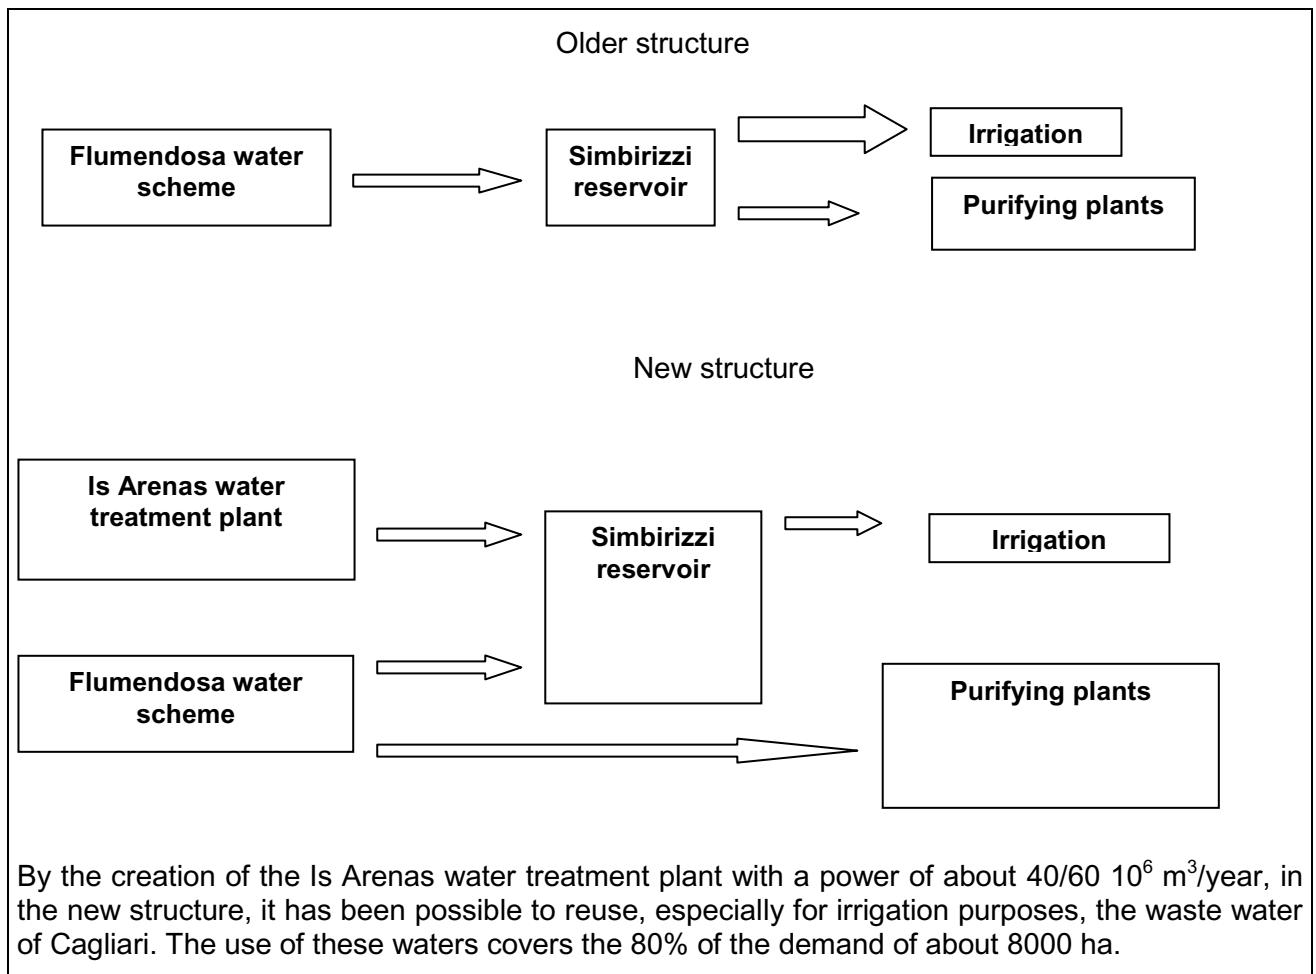 Older structure
Flumendosa water
scheme
Simbirizzi
reservoir
Irrigation
Purifying plants
New structure
Is Arenas water
treatment plant
Simbirizzi
reservoir
Irrigation
Flumendosa water
scheme
Purifying plants
By the creation of the Is Arenas water treatment plant with a power of about 40/60 10⁶ m³/year, in
the new structure, it has been possible to reuse, especially for irrigation purposes, the waste water
of Cagliari. The use of these waters covers the 80% of the demand of about 8000 ha.